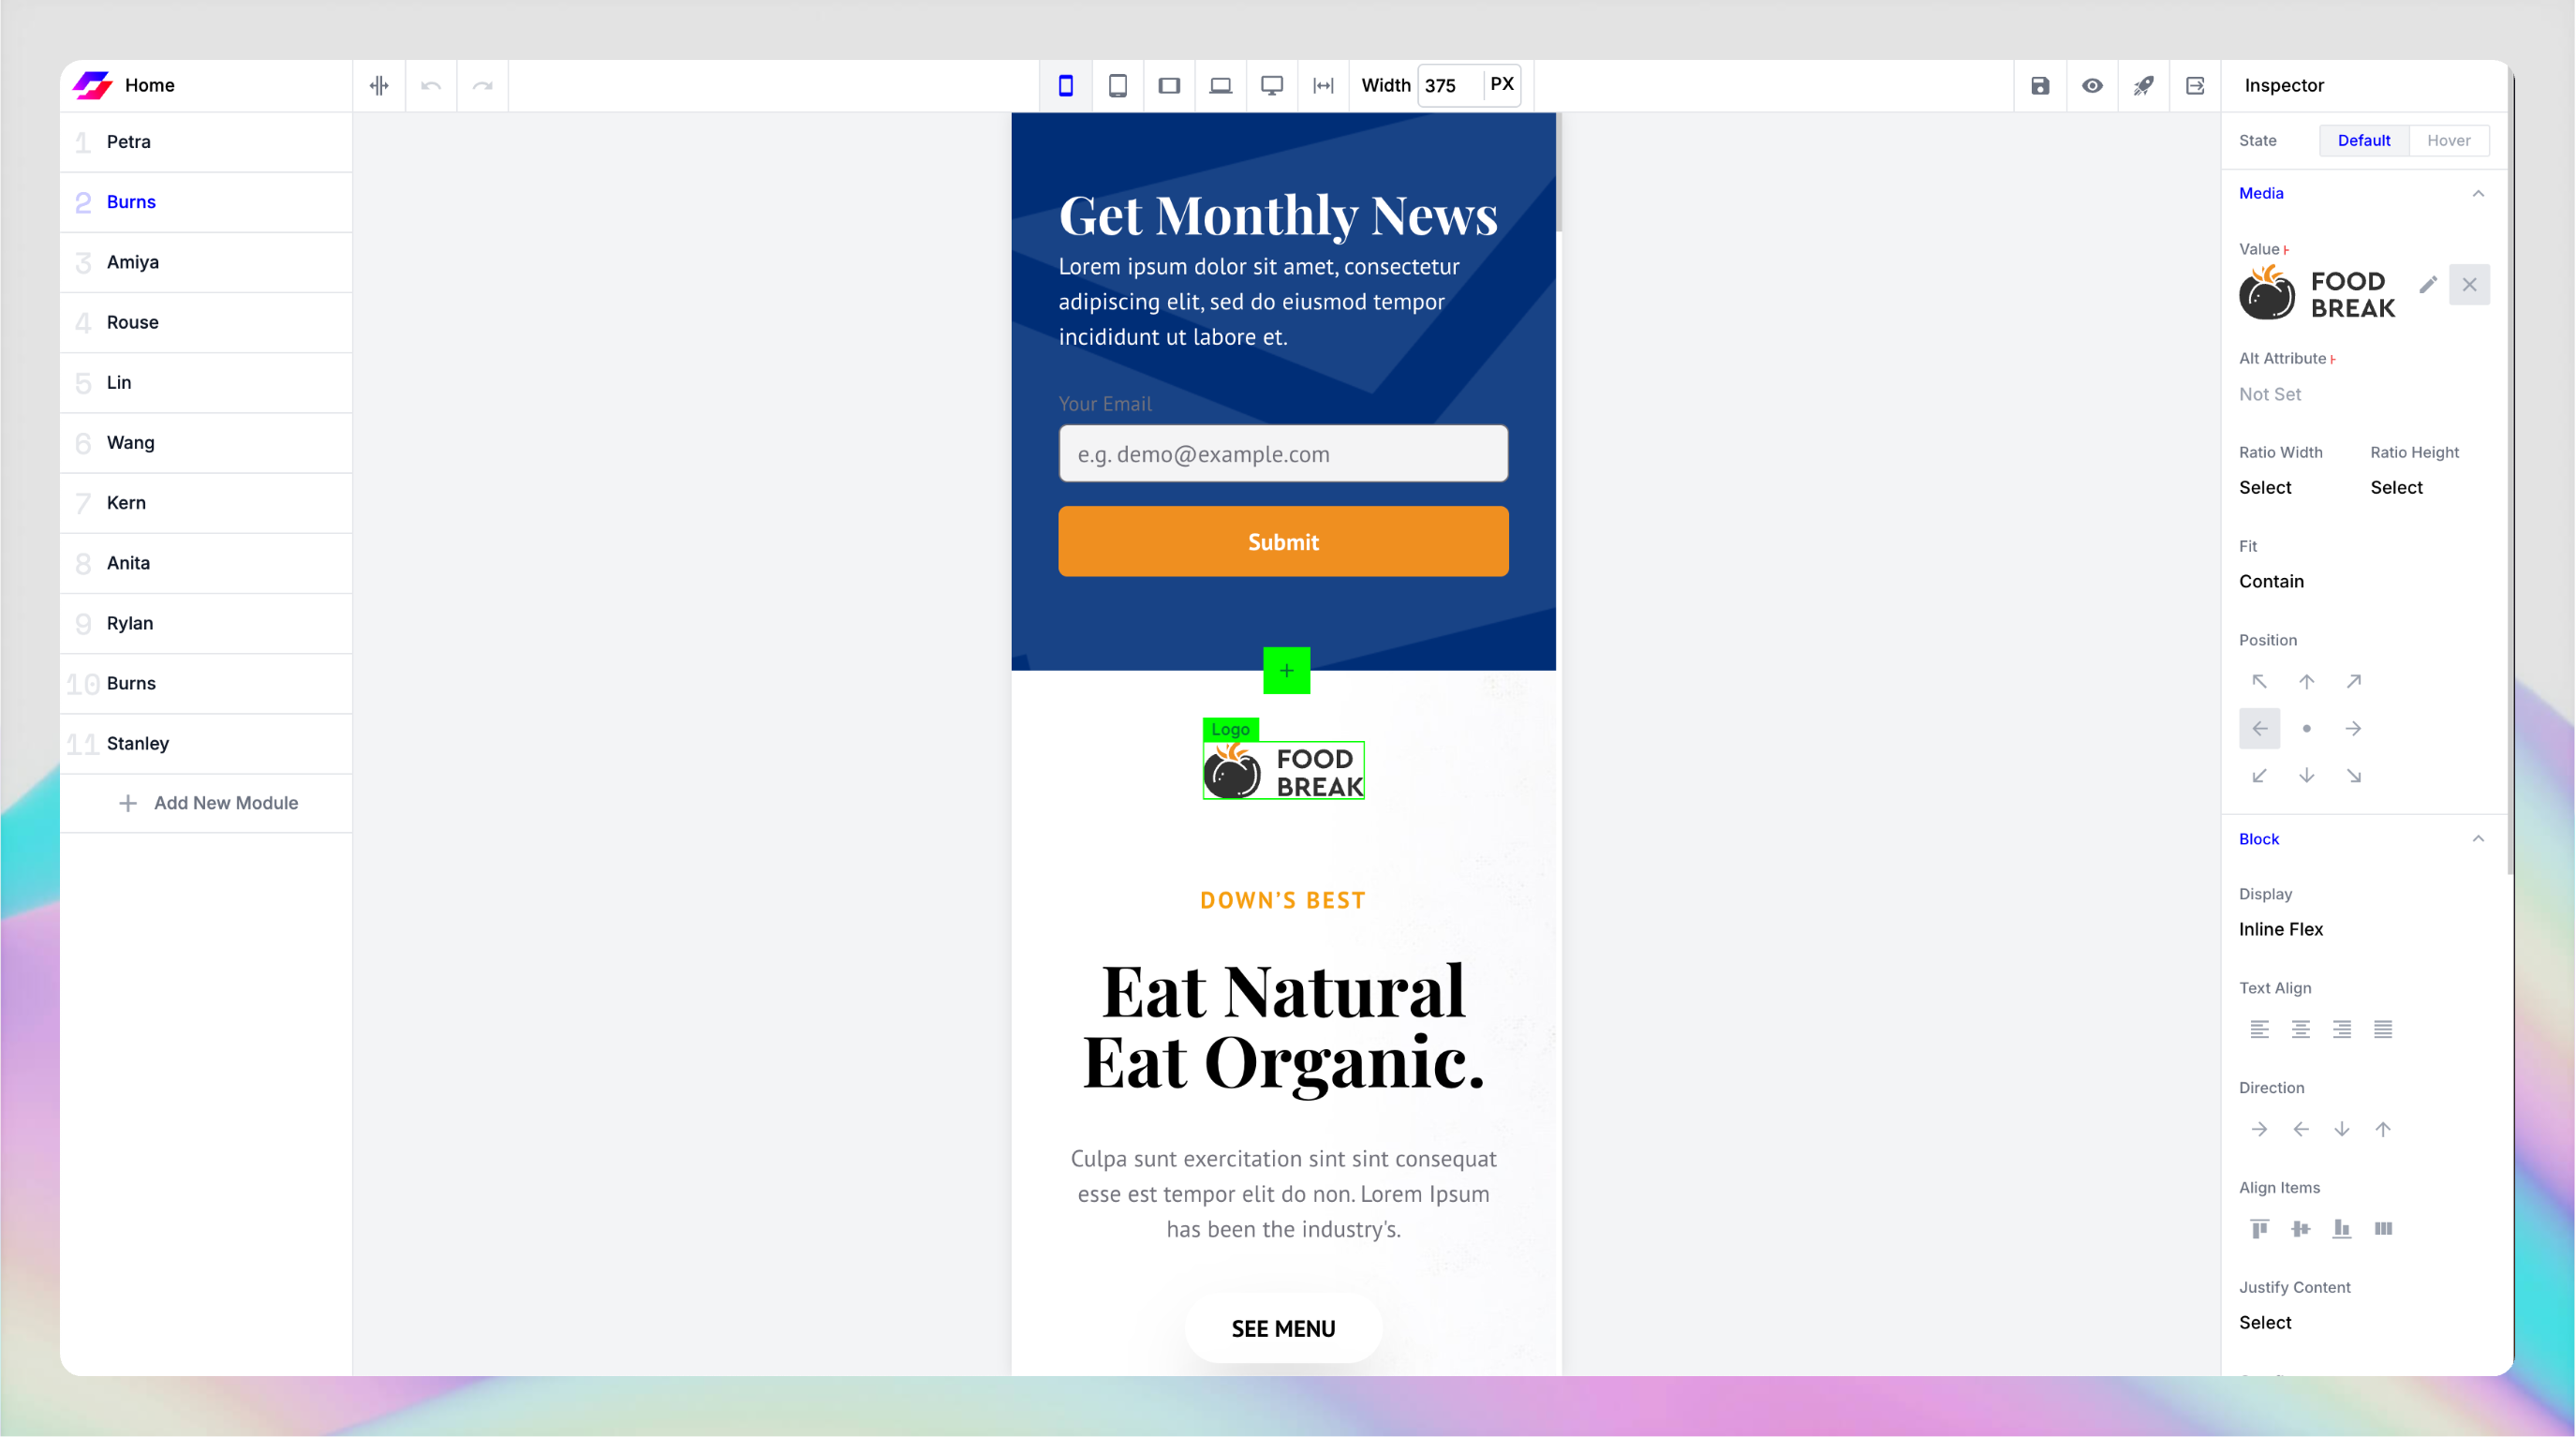 Home
Width 375 PX
Inspector
1 Petra
2 Burns
3 Amiya
4 Rouse
5 Lin
6 Wang
7 Kern
8 Anita
9 Rylan
10 Burns
11 Stanley
Add New Module
Get Monthly News
Lorem ipsum dolor sit amet, consectetur
adipiscing elit, sed do eiusmod tempor
incididunt ut labore et.
Your Email
e.g. demo@example.com
Submit
+
Logo
FOOD
BREAK
DOWN'S BEST
Eat Natural
Eat Organic.
Culpa sunt exercitation sint sint consequat
esse est tempor elit do non. Lorem Ipsum
has been the industry's.
SEE MENU
State Default Hover
Media
Value
FOOD
BREAK
Alt Attribute
Not Set
Ratio Width Ratio Height
Select Select
Fit
Contain
Position
Block
Display
Inline Flex
Text Align
Direction
Align Items
Justify Content
Select